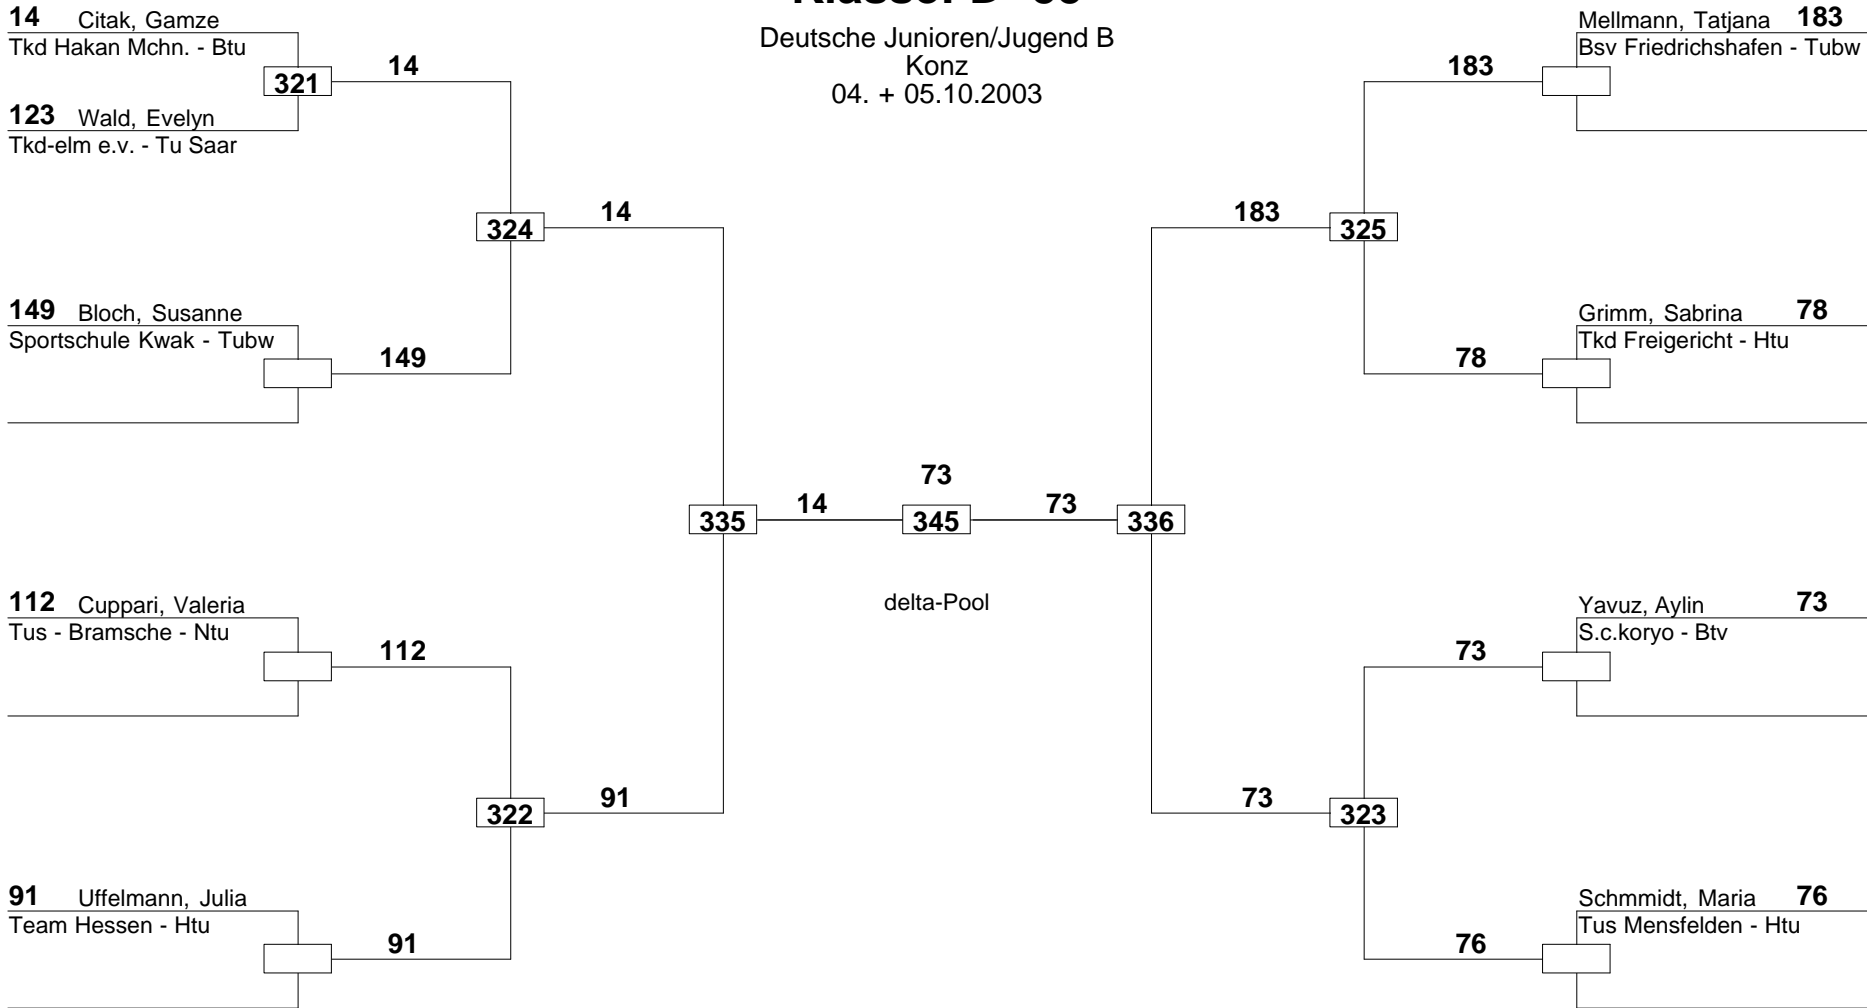 Deutsche Junioren/Jugend B
Konz
04. + 05.10.2003
14 Citak, Gamze
Tkd Hakan Mchn. - Btu
321
14
123 Wald, Evelyn
Tkd-elm e.v. - Tu Saar
324
14
149 Bloch, Susanne
Sportschule Kwak - Tubw
149
112 Cuppari, Valeria
Tus - Bramsche - Ntu
112
322
91
91 Uffelmann, Julia
Team Hessen - Htu
91
335
14
73
345
73
336
delta-Pool
Mellmann, Tatjana 183
Bsv Friedrichshafen - Tubw
183
183
325
Grimm, Sabrina 78
Tkd Freigericht - Htu
78
Yavuz, Aylin 73
S.c.koryo - Btv
73
73
323
Schmmidt, Maria 76
Tus Mensfelden - Htu
76